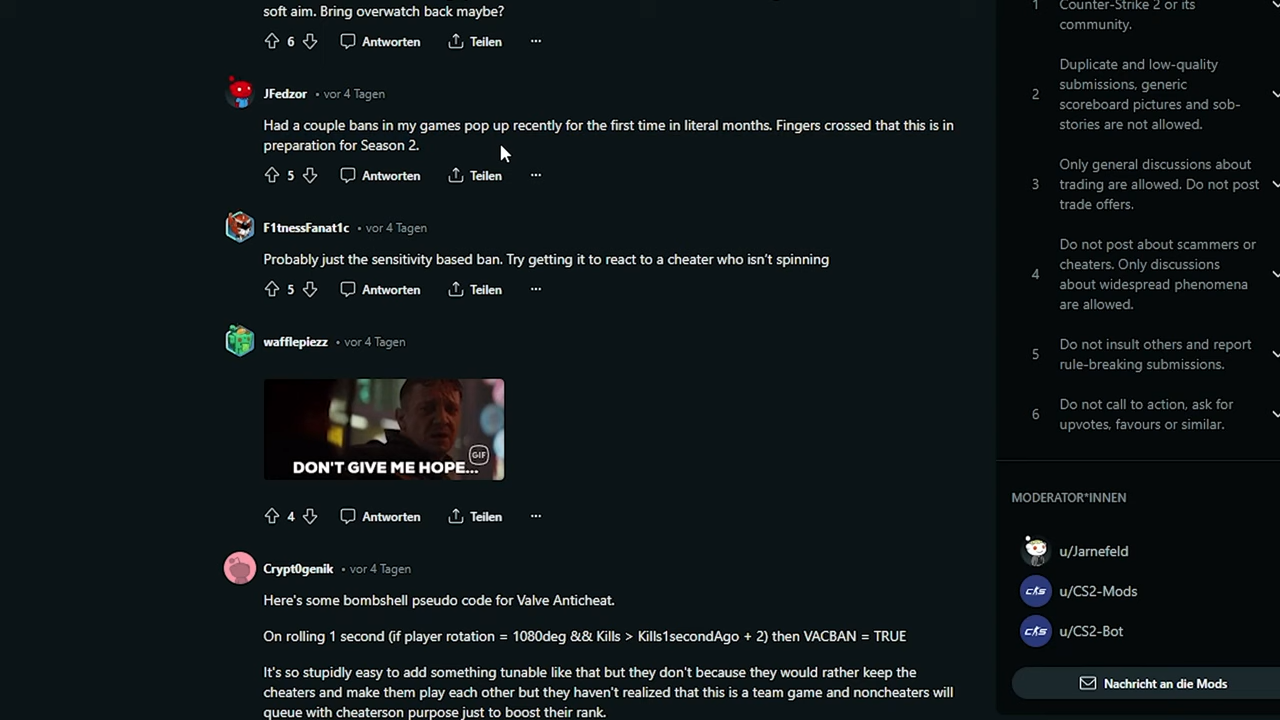 soft aim. Bring overwatch back maybe?
6 Antworten Teilen ...
JFedzor • vor 4 Tagen
Had a couple bans in my games pop up recently for the first time in literal months. Fingers crossed that this is in
preparation for Season 2.
5 Antworten Teilen ...
F1tnessFanat1c • vor 4 Tagen
Probably just the sensitivity based ban. Try getting it to react to a cheater who isn't spinning
5 Antworten Teilen ...
wafflepiezz • vor 4 Tagen
DON'T GIVE ME HOPE...
GIF
4 Antworten Teilen ...
Crypt0genik • vor 4 Tagen
Here's some bombshell pseudo code for Valve Anticheat.
On rolling 1 second (if player rotation = 1080deg && Kills > Kills1secondAgo + 2) then VACBAN = TRUE
It's so stupidly easy to add something tunable like that but they don't because they would rather keep the
cheaters and make them play each other but they haven't realized that this is a team game and noncheaters will
queue with cheaterson purpose just to boost their rank.
1 Counter-Strike 2 or its
community.
Duplicate and low-quality
submissions, generic
2 scoreboard pictures and sob-
stories are not allowed.
Only general discussions about
3 trading are allowed. Do not post
trade offers.
Do not post about scammers or
4 cheaters. Only discussions
about widespread phenomena
are allowed.
5 Do not insult others and report
rule-breaking submissions.
6 Do not call to action, ask for
upvotes, favours or similar.
MODERATOR*INNEN
u/Jarnefeld
CS2 u/CS2-Mods
CS2 u/CS2-Bot
Nachricht an die Mods